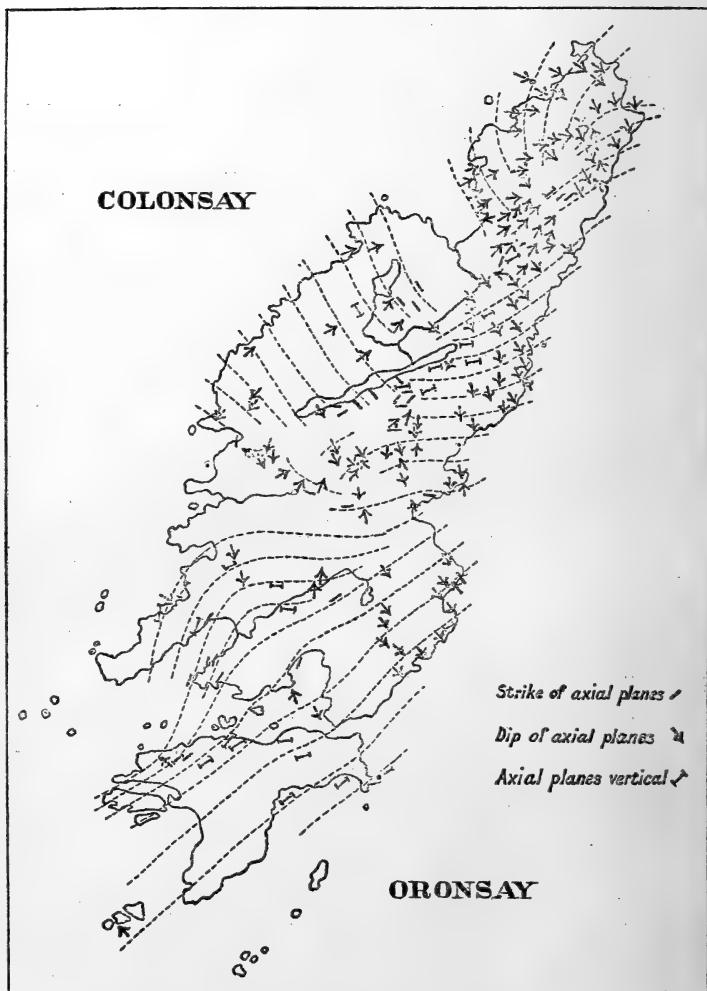 COLONSAY
Strike of axial planes
Dip of axial planes
Axial planes vertical
ORONSAY